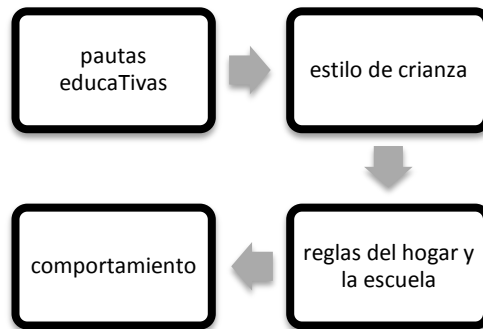 pautas
educaTivas
estilo de crianza
reglas del hogar y
la escuela
comportamiento